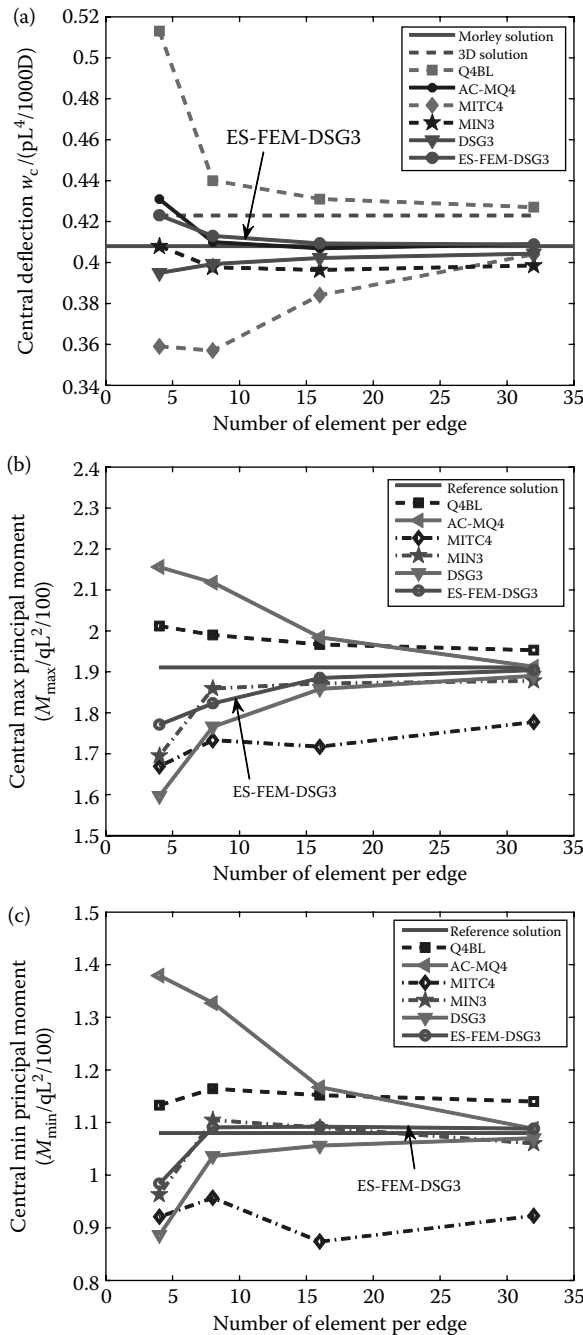 (a)
0.52
0.5
0.48
0.46
0.44
0.42
0.4
0.38
0.36
0.34
Central deflection w_c/(pL^4/1000D)
Morley solution
3D solution
Q4BL
AC-MQ4
MITC4
MIN3
DSG3
ES-FEM-DSG3
ES-FEM-DSG3
0 5 10 15 20 25 30 35
Number of element per edge
(b)
2.4
2.3
2.2
2.1
2
1.9
1.8
1.7
1.6
1.5
Central max principal moment
(M_max/qL^2/100)
Reference solution
Q4BL
AC-MQ4
MITC4
MIN3
DSG3
ES-FEM-DSG3
ES-FEM-DSG3
0 5 10 15 20 25 30 35
Number of element per edge
(c)
1.5
1.4
1.3
1.2
1.1
1
0.9
0.8
Central min principal moment
(M_min/qL^2/100)
Reference solution
Q4BL
AC-MQ4
MITC4
MIN3
DSG3
ES-FEM-DSG3
ES-FEM-DSG3
0 5 10 15 20 25 30 35
Number of element per edge